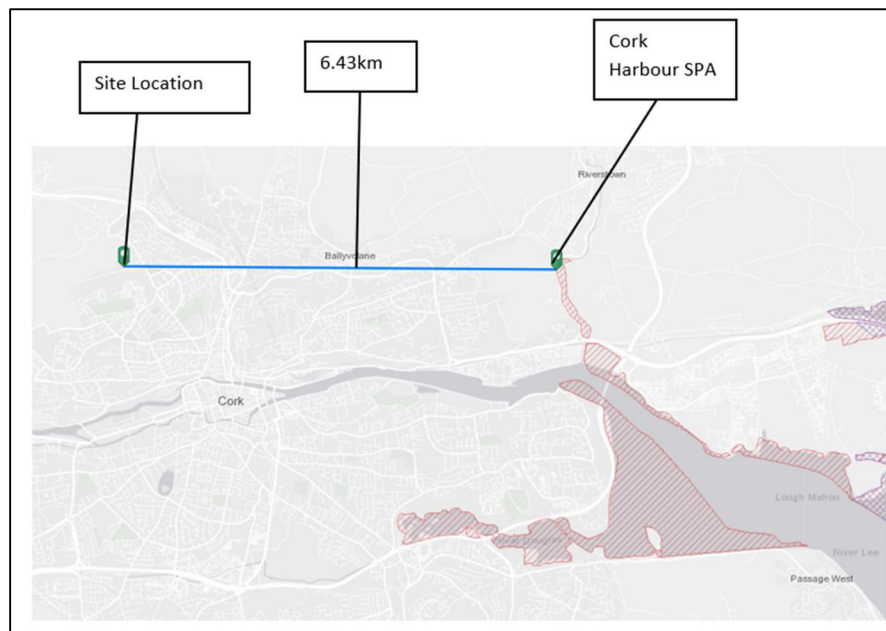 Cork
Harbour SPA
6.43km
Site Location
Riverstown
Ballyvolane
Cork
Lough Mahon
River Lee
Passage West